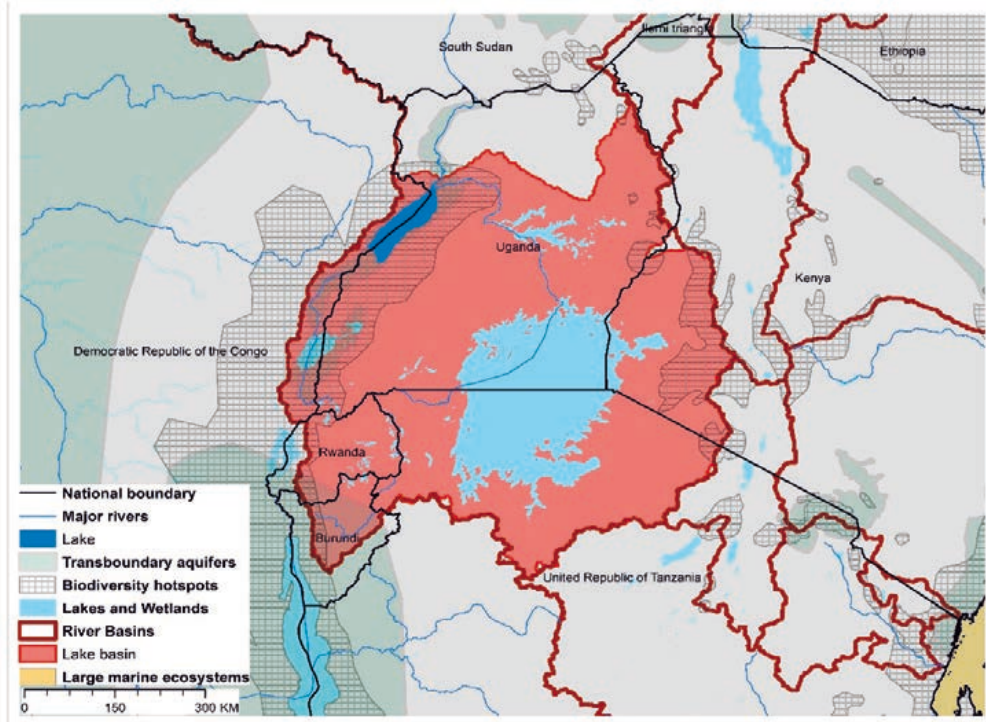 South Sudan
Ilemi triangle
Ethiopia
Uganda
Kenya
Democratic Republic of the Congo
Rwanda
Burundi
United Republic of Tanzania
National boundary
Major rivers
Lake
Transboundary aquifers
Biodiversity hotspots
Lakes and Wetlands
River Basins
Lake basin
Large marine ecosystems
0 150 300 KM